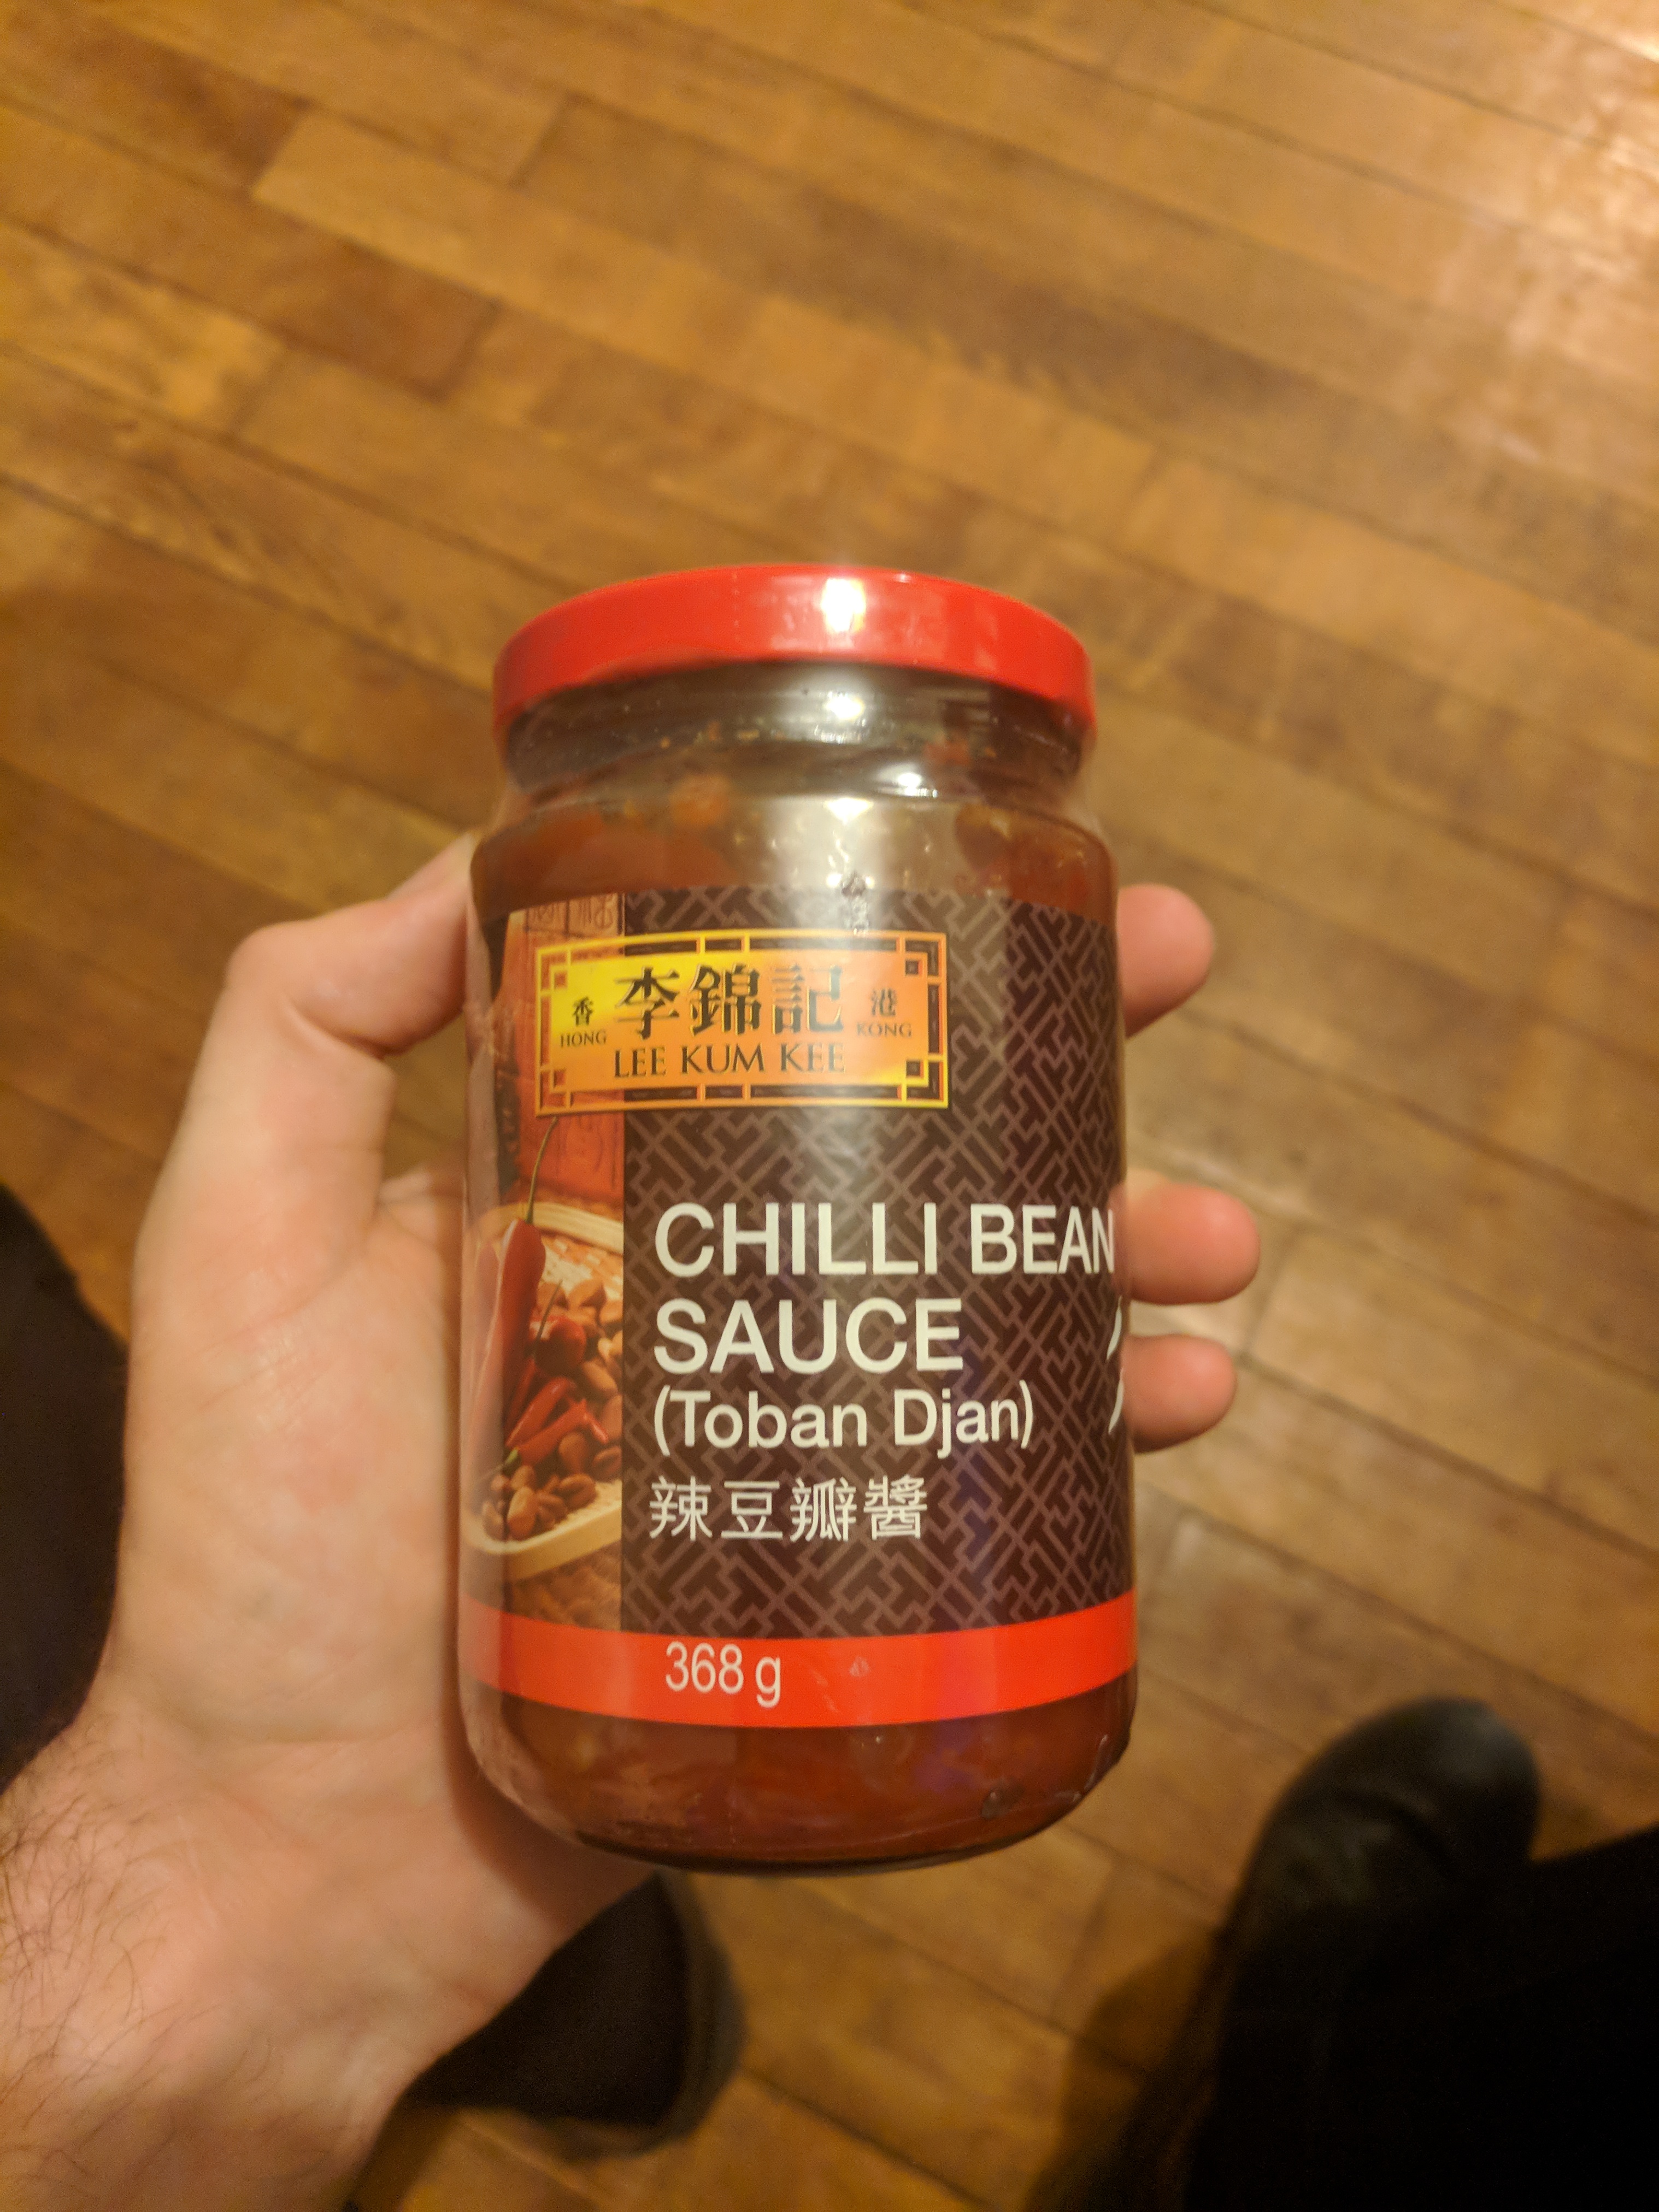 香 李錦記 港
HONG LEE KUM KEE KONG
CHILLI BEAN
SAUCE
(Toban Djan)
辣豆瓣醬
368 g